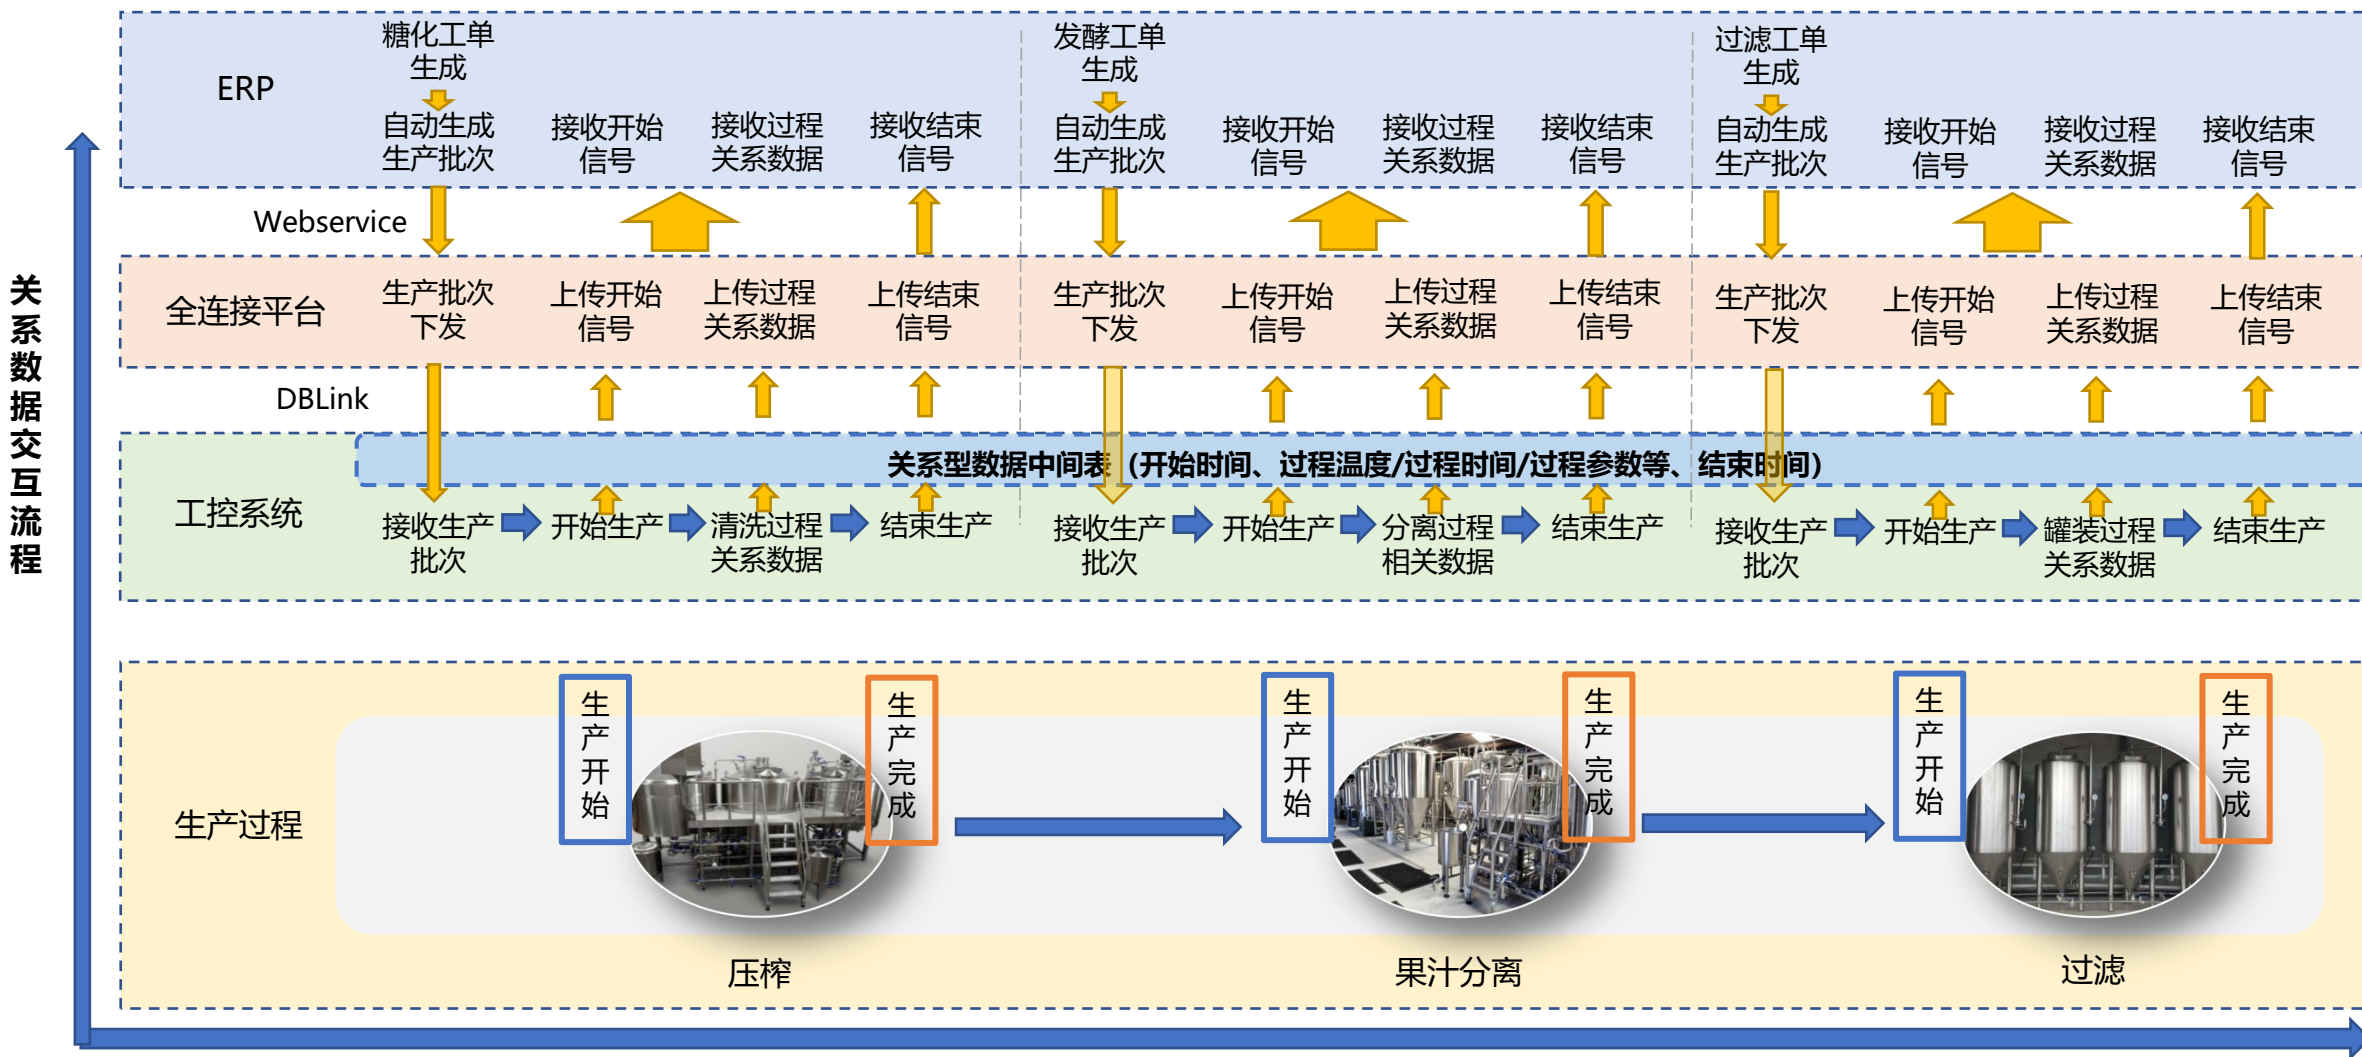 关系数据交互流程
ERP
糖化工单
生成
自动生成
生产批次
接收开始
信号
接收过程
关系数据
接收结束
信号
发酵工单
生成
自动生成
生产批次
接收开始
信号
接收过程
关系数据
接收结束
信号
过滤工单
生成
自动生成
生产批次
接收开始
信号
接收过程
关系数据
接收结束
信号
Webservice
全连接平台
生产批次
下发
上传开始
信号
上传过程
关系数据
上传结束
信号
生产批次
下发
上传开始
信号
上传过程
关系数据
上传结束
信号
生产批次
下发
上传开始
信号
上传过程
关系数据
上传结束
信号
DBLink
关系型数据中间表（开始时间、过程温度/过程时间/过程参数等、结束时间）
工控系统
接收生产
批次
开始生产
清洗过程
关系数据
结束生产
接收生产
批次
开始生产
分离过程
相关数据
结束生产
接收生产
批次
开始生产
罐装过程
关系数据
结束生产
生产过程
生产开始
生产完成
生产开始
生产完成
生产开始
生产完成
压榨
果汁分离
过滤